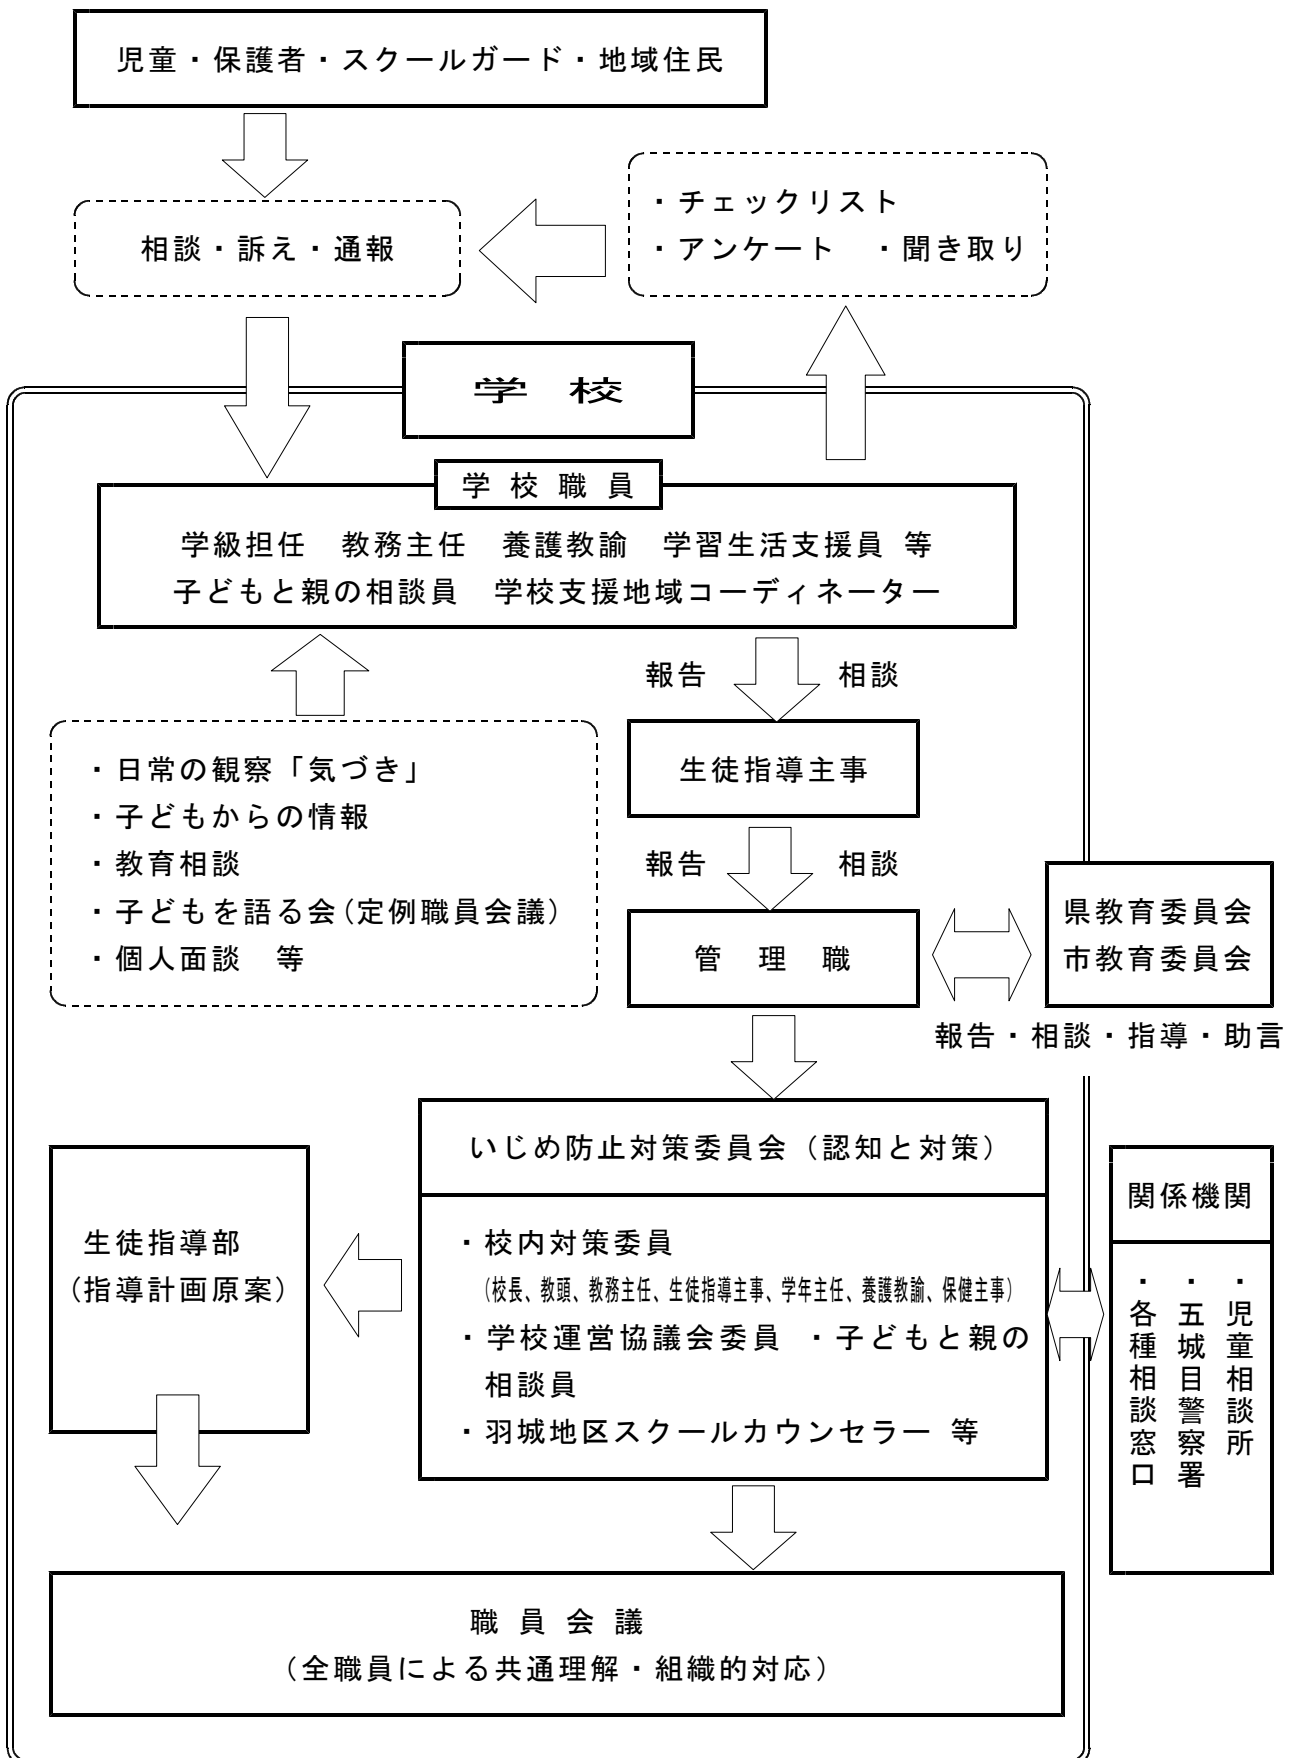 児童・保護者・スクールガード・地域住民
・チェックリスト
・アンケート　・聞き取り
相談・訴え・通報
学　校
学 校 職 員
学級担任　教務主任　養護教諭　学習生活支援員 等
子どもと親の相談員　学校支援地域コーディネーター
報告　相談
生徒指導主事
・日常の観察「気づき」
・子どもからの情報
・教育相談
・子どもを語る会(定例職員会議)
・個人面談　等
報告　相談
管　理　職
県教育委員会
市教育委員会
報告・相談・指導・助言
いじめ防止対策委員会（認知と対策）
・校内対策委員
(校長、教頭、教務主任、生徒指導主事、学年主任、養護教諭、保健主事)
・学校運営協議会委員　・子どもと親の
相談員
・羽城地区スクールカウンセラー 等
生徒指導部
(指導計画原案)
関係機関
・児童相談所
・五城目警察署
・各種相談窓口
職 員 会 議
（全職員による共通理解・組織的対応）